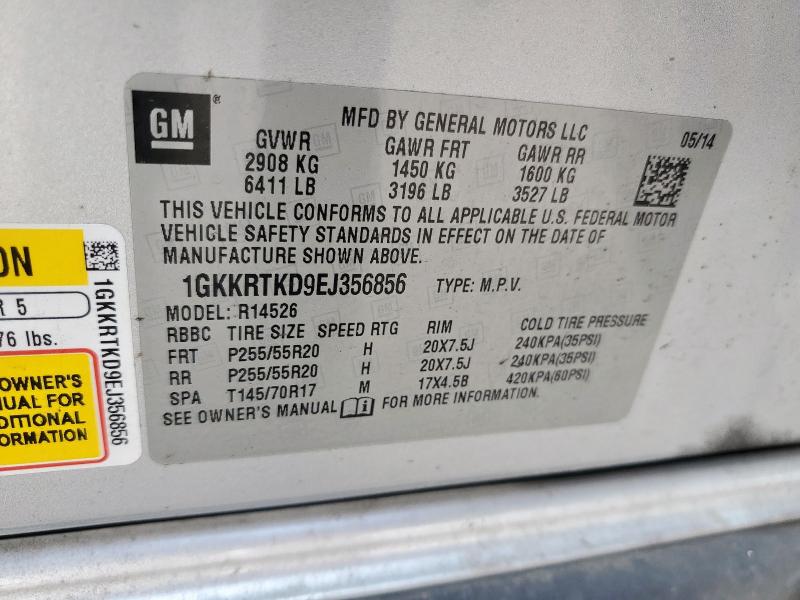 GM ®
MFD BY GENERAL MOTORS LLC
05/14
GVWR GAWR FRT GAWR RR
2908 KG 1450 KG 1600 KG
6411 LB 3196 LB 3527 LB
THIS VEHICLE CONFORMS TO ALL APPLICABLE U.S. FEDERAL MOTOR
VEHICLE SAFETY STANDARDS IN EFFECT ON THE DATE OF
MANUFACTURE SHOWN ABOVE.
1GKKRTKD9EJ356856 TYPE: M.P.V.
MODEL: R14526
RBBC TIRE SIZE SPEED RTG RIM COLD TIRE PRESSURE
FRT P255/55R20 H 20X7.5J 240KPA(35PSI)
RR P255/55R20 H 20X7.5J 240KPA(35PSI)
SPA T145/70R17 M 17X4.5B 420KPA(60PSI)
SEE OWNER'S MANUAL FOR MORE INFORMATION.
ON
R 5
76 lbs.
OWNER'S
UAL FOR
DITIONAL
ORMATION
1GKKRTKD9EJ356856